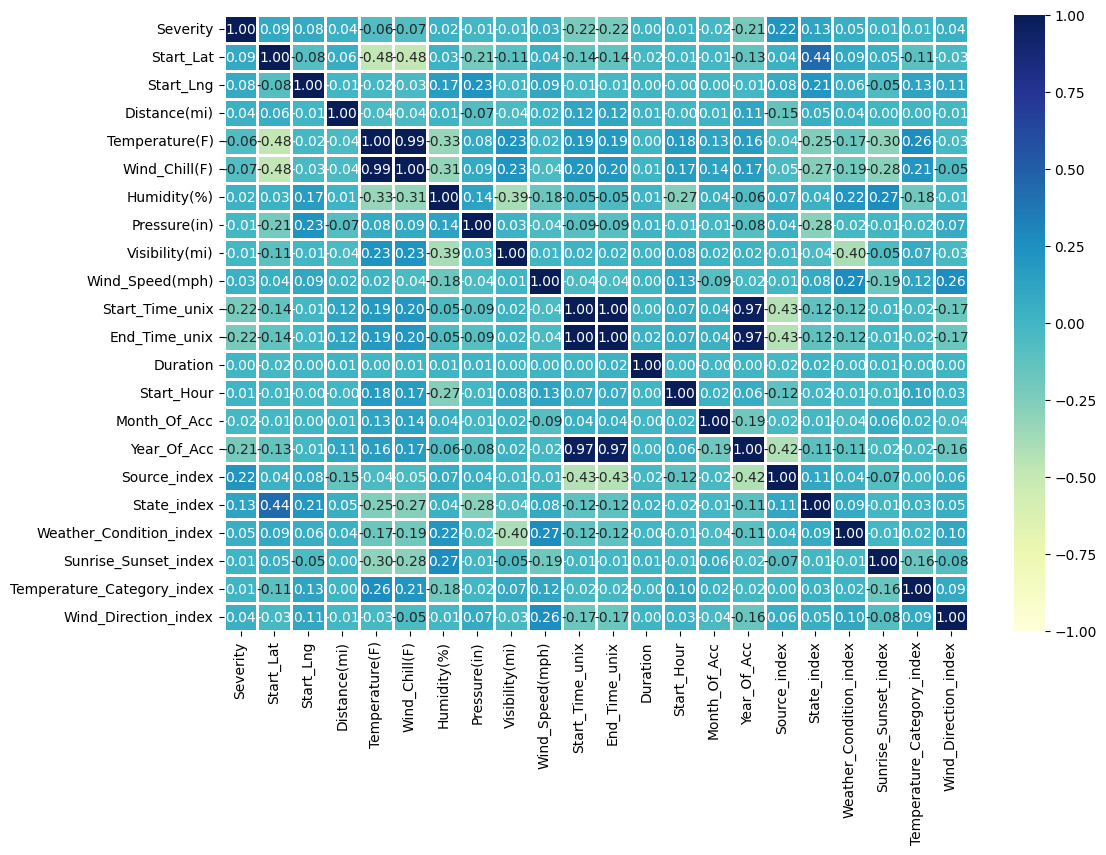 Severity 1.00 0.09 0.08 0.04 -0.06 -0.07 0.02 -0.01 -0.01 0.03 -0.22 -0.22 0.00 0.01 -0.02 -0.21 0.22 0.13 0.05 0.01 0.01 0.04 1.00
Start_Lat 0.09 1.00 -0.08 0.06 -0.48 -0.48 0.03 -0.21 -0.11 0.04 -0.14 -0.14 -0.02 -0.01 -0.01 -0.13 0.04 0.44 0.09 0.05 -0.11 -0.03
Start_Lng 0.08 -0.08 1.00 -0.01 -0.02 -0.03 0.17 0.23 -0.01 0.09 -0.01 -0.01 0.00 -0.00 0.00 -0.01 0.08 0.21 0.06 -0.05 0.13 0.11
0.75
Distance(mi) 0.04 0.06 -0.01 1.00 -0.04 -0.04 0.01 -0.07 -0.04 0.02 0.12 0.12 0.01 -0.00 0.01 0.11 -0.15 0.05 0.04 0.00 0.00 -0.01
Temperature(F) -0.06 -0.48 -0.02 -0.04 1.00 0.99 -0.33 0.08 0.23 0.02 0.19 0.19 0.01 0.18 0.13 0.16 -0.04 -0.25 -0.17 -0.30 0.26 -0.03
0.50
Wind_Chill(F) -0.07 -0.48 -0.03 -0.04 0.99 1.00 -0.31 0.09 0.23 -0.04 0.20 0.20 0.01 0.17 0.14 0.17 -0.05 -0.27 -0.19 -0.28 0.21 -0.05
Humidity(%) 0.02 0.03 0.17 0.01 -0.33 -0.31 1.00 0.14 -0.39 -0.18 -0.05 -0.05 0.01 -0.27 0.04 -0.06 0.07 0.04 0.22 0.27 -0.18 -0.01
Pressure(in) -0.01 -0.21 0.23 -0.07 0.08 0.09 0.14 1.00 0.03 -0.04 -0.09 -0.09 0.01 -0.01 -0.01 -0.08 0.04 -0.28 -0.02 -0.01 -0.02 0.07
0.25
Visibility(mi) -0.01 -0.11 -0.01 -0.04 0.23 0.23 -0.39 0.03 1.00 0.01 0.02 0.02 0.00 0.08 0.02 0.02 -0.01 -0.04 -0.40 -0.05 0.07 -0.03
Wind_Speed(mph) 0.03 0.04 0.09 0.02 0.02 -0.04 -0.18 -0.04 0.01 1.00 -0.04 -0.04 0.00 0.13 -0.09 -0.02 -0.01 0.08 0.27 -0.19 0.12 0.26
Start_Time_unix -0.22 -0.14 -0.01 0.12 0.19 0.20 -0.05 -0.09 0.02 -0.04 1.00 1.00 0.00 0.07 0.04 0.97 -0.43 -0.12 -0.12 -0.01 -0.02 -0.17
0.00
End_Time_unix -0.22 -0.14 -0.01 0.12 0.19 0.20 -0.05 -0.09 0.02 -0.04 1.00 1.00 0.02 0.07 0.04 0.97 -0.43 -0.12 -0.12 -0.01 -0.02 -0.17
Duration 0.00 -0.02 0.00 0.01 0.01 0.01 0.01 0.01 0.00 0.00 0.00 0.02 1.00 0.00 0.00 0.00 -0.02 -0.02 -0.00 0.01 0.00 0.00
Start_Hour 0.01 -0.01 -0.00 -0.00 0.18 0.17 -0.27 -0.01 0.08 0.13 0.07 0.07 0.00 1.00 0.02 0.06 -0.12 -0.01 -0.01 -0.01 0.10 0.03
-0.25
Month_Of_Acc -0.02 -0.01 0.00 0.01 0.13 0.14 0.04 -0.01 0.02 -0.09 0.04 0.04 0.00 0.02 1.00 -0.19 -0.02 -0.01 -0.04 0.06 0.02 -0.04
Year_Of_Acc -0.21 -0.13 -0.01 0.11 0.16 0.17 -0.06 -0.08 0.02 -0.02 0.97 0.97 0.00 0.06 -0.19 1.00 -0.42 -0.11 -0.11 -0.02 -0.02 -0.16
Source_index 0.22 0.04 0.08 -0.15 -0.04 -0.05 0.07 0.04 -0.01 -0.01 -0.43 -0.43 -0.02 -0.12 -0.02 -0.42 1.00 0.11 0.04 -0.07 0.00 0.06
-0.50
State_index 0.13 0.44 0.21 0.05 -0.25 -0.27 0.04 -0.28 -0.04 0.08 -0.12 -0.12 -0.02 -0.01 -0.01 -0.11 0.11 1.00 0.09 -0.01 0.03 0.05
Weather_Condition_index 0.05 0.09 0.06 0.04 -0.17 -0.19 0.22 -0.02 -0.40 0.27 -0.12 -0.12 -0.00 -0.01 -0.04 -0.11 0.04 0.09 1.00 -0.01 0.02 0.10
-0.75
Sunrise_Sunset_index 0.01 0.05 -0.05 0.00 -0.30 -0.28 0.27 -0.01 -0.05 -0.19 -0.01 -0.01 0.01 -0.01 0.06 -0.02 -0.07 -0.01 -0.01 1.00 -0.16 -0.08
Temperature_Category_index 0.01 -0.11 0.13 0.00 0.26 0.21 -0.18 -0.02 0.07 0.12 -0.02 -0.02 0.00 0.10 0.02 -0.02 0.00 0.03 0.02 -0.16 1.00 0.09
Wind_Direction_index 0.04 -0.03 0.11 -0.01 -0.03 -0.05 -0.01 0.07 -0.03 0.26 -0.17 -0.17 0.00 0.03 -0.04 -0.16 0.06 0.05 0.10 -0.08 0.09 1.00
-1.00
Severity
Start_Lat
Start_Lng
Distance(mi)
Temperature(F)
Wind_Chill(F)
Humidity(%)
Pressure(in)
Visibility(mi)
Wind_Speed(mph)
Start_Time_unix
End_Time_unix
Duration
Start_Hour
Month_Of_Acc
Year_Of_Acc
Source_index
State_index
Weather_Condition_index
Sunrise_Sunset_index
Temperature_Category_index
Wind_Direction_index